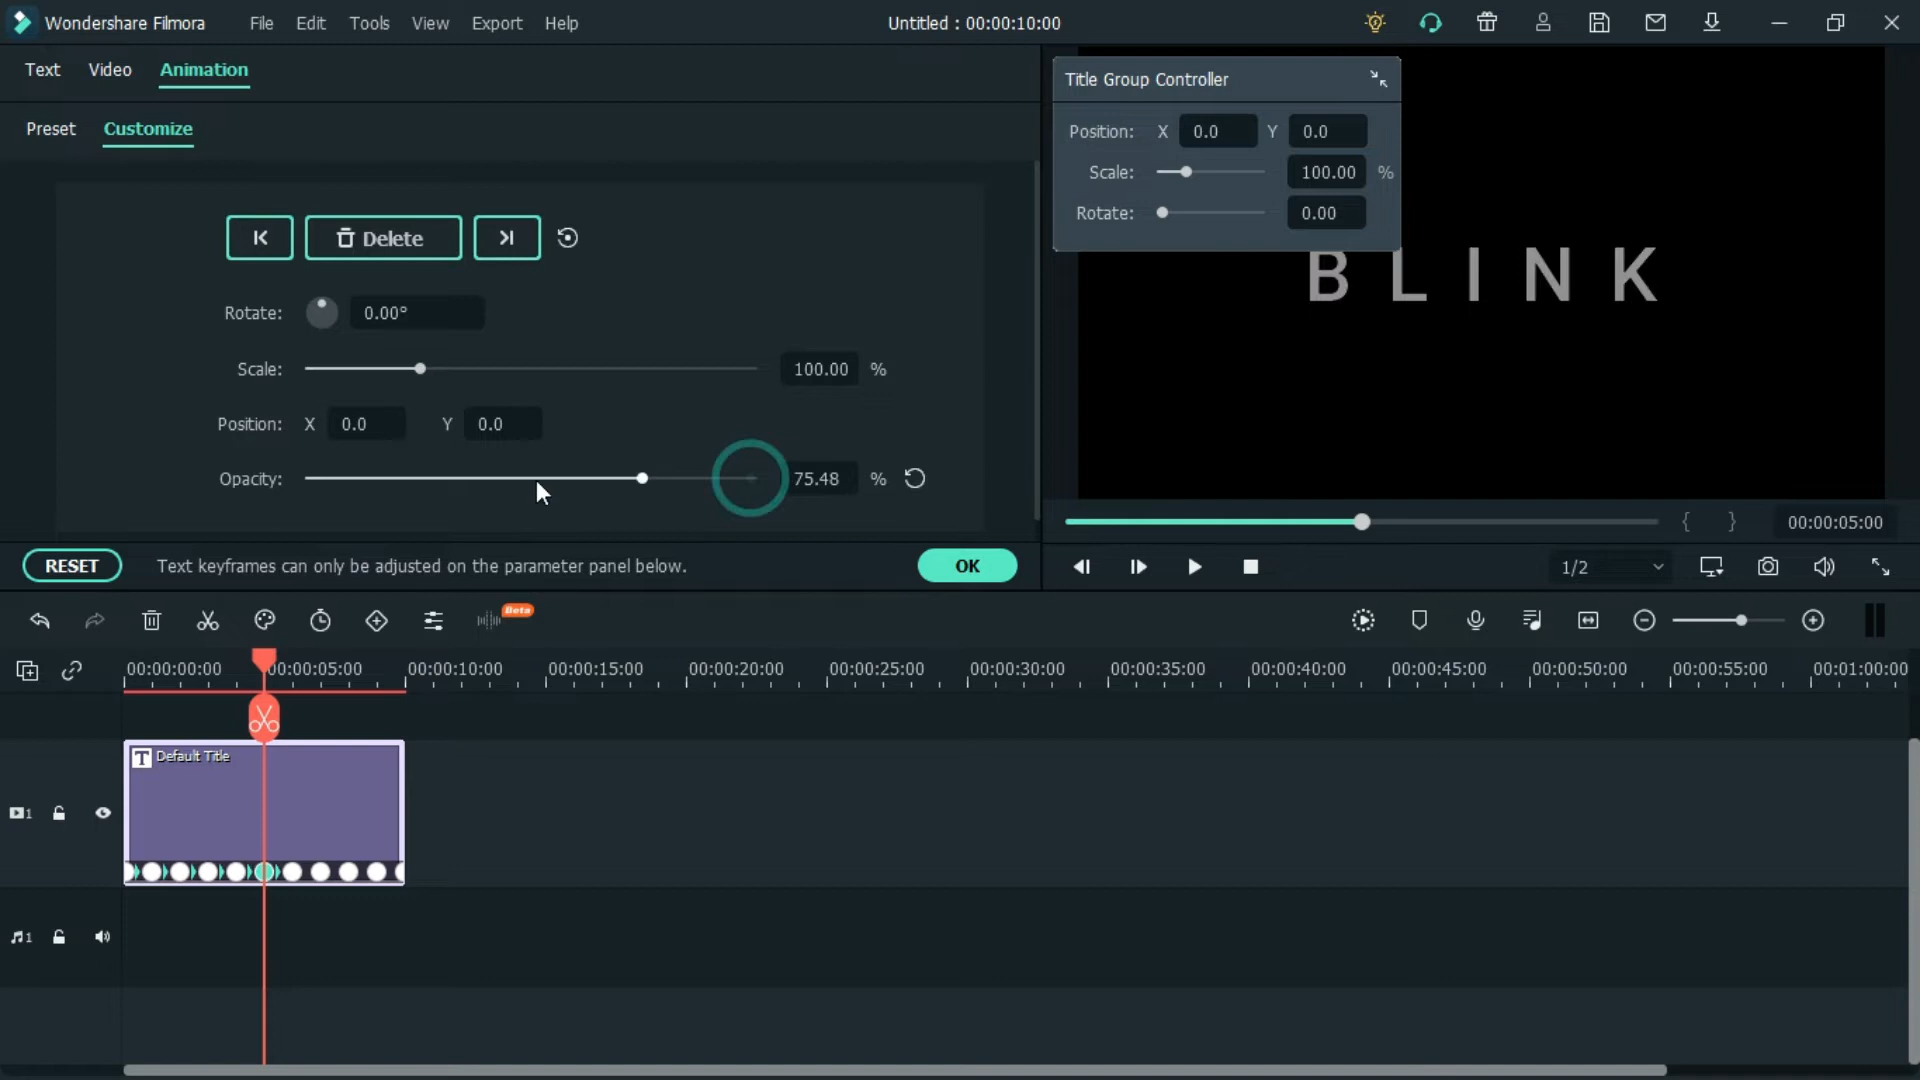 Wondershare Filmora File Edit Tools View Export Help Untitled : 00:00:10:00
Text Video Animation
Preset Customize
Title Group Controller
Position: X 0.0 Y 0.0
Scale: 100.00 %
Rotate: 0.00
BLINK
Delete
Rotate: 0.00°
Scale: 100.00 %
Position: X 0.0 Y 0.0
Opacity: 75.48 %
{ } 00:00:05:00
RESET Text keyframes can only be adjusted on the parameter panel below. OK
1/2
Beta
00:00:00:00 00:00:05:00 00:00:10:00 00:00:15:00 00:00:20:00 00:00:25:00 00:00:30:00 00:00:35:00 00:00:40:00 00:00:45:00 00:00:50:00 00:00:55:00 00:01:00:00
T Default Title
1
1